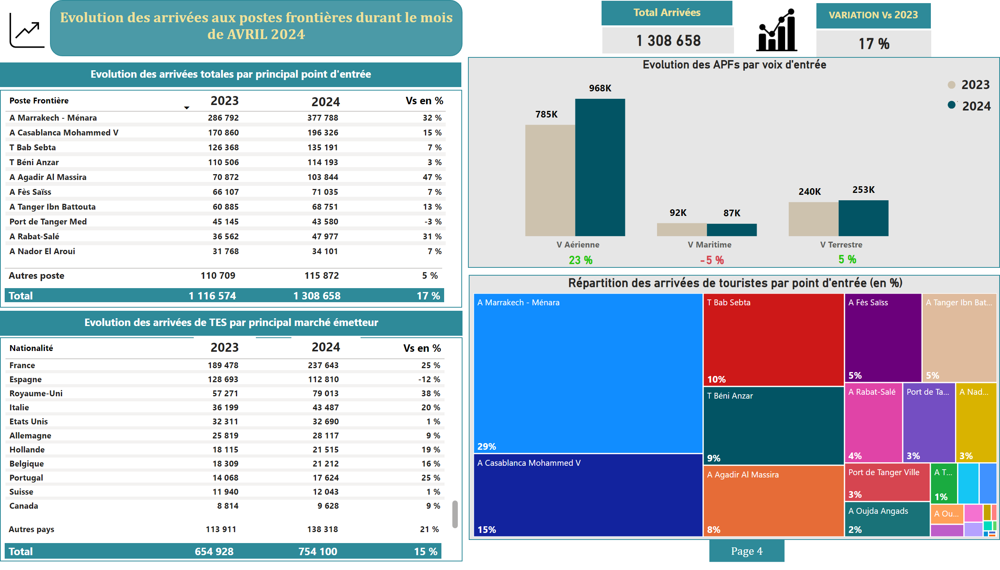 Evolution des arrivées aux postes frontières durant le mois
de AVRIL 2024
Total Arrivées
1 308 658
VARIATION Vs 2023
17 %
Evolution des arrivées totales par principal point d'entrée
Poste Frontière 2023 2024 Vs en %
A Marrakech - Ménara 286 792 377 788 32 %
A Casablanca Mohammed V 170 860 196 326 15 %
T Bab Sebta 126 368 135 191 7 %
T Béni Anzar 110 506 114 193 3 %
A Agadir Al Massira 70 872 103 844 47 %
A Fès Saïss 66 107 71 035 7 %
A Tanger Ibn Battouta 60 885 68 751 13 %
Port de Tanger Med 45 145 43 580 -3 %
A Rabat-Salé 36 562 47 977 31 %
A Nador El Aroui 31 768 34 101 7 %
Autres poste 110 709 115 872 5 %
Total 1 116 574 1 308 658 17 %
Evolution des arrivées de TES par principal marché émetteur
Nationalité 2023 2024 Vs en %
France 189 478 237 643 25 %
Espagne 128 693 112 810 -12 %
Royaume-Uni 57 271 79 013 38 %
Italie 36 199 43 487 20 %
Etats Unis 32 311 32 690 1 %
Allemagne 25 819 28 117 9 %
Hollande 18 115 21 515 19 %
Belgique 18 309 21 212 16 %
Portugal 14 068 17 624 25 %
Suisse 11 940 12 043 1 %
Canada 8 814 9 628 9 %
Autres pays 113 911 138 318 21 %
Total 654 928 754 100 15 %
Evolution des APFs par voix d'entrée
2023
2024
785K 968K
92K 87K
240K 253K
V Aérienne V Maritime V Terrestre
23 % -5 % 5 %
Répartition des arrivées de touristes par point d'entrée (en %)
A Marrakech - Ménara
29%
A Casablanca Mohammed V
15%
T Bab Sebta
10%
T Béni Anzar
9%
A Agadir Al Massira
8%
A Fès Saïss
5%
A Tanger Ibn Bat...
5%
A Rabat-Salé
4%
Port de Ta...
3%
A Nad...
3%
Port de Tanger Ville
3%
A T...
1%
A Oujda Angads
2%
A Ou...
Page 4